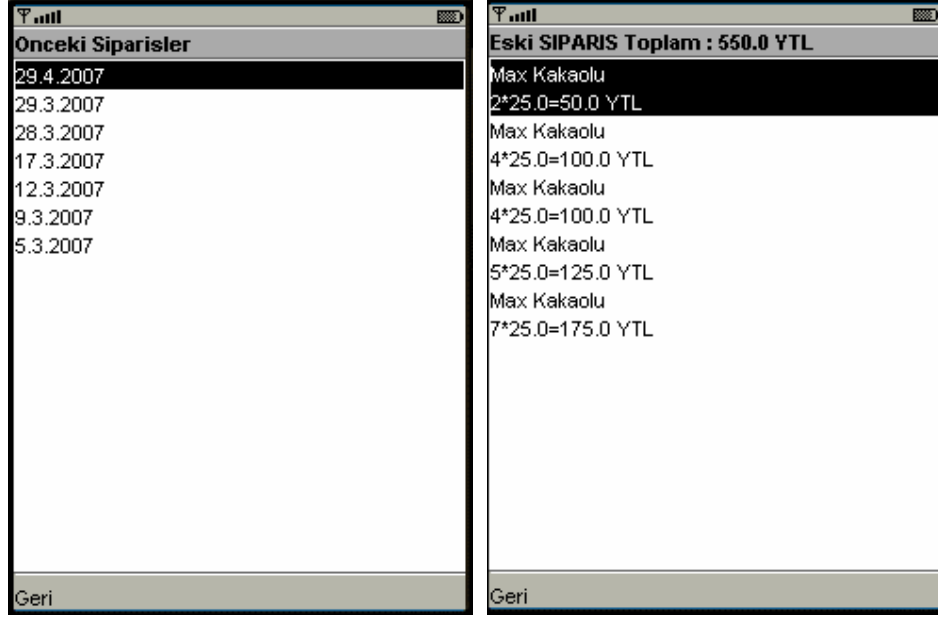 Onceki Siparisler
29.4.2007
29.3.2007
28.3.2007
17.3.2007
12.3.2007
9.3.2007
5.3.2007
Geri
Eski SIPARIS Toplam : 550.0 YTL
Max Kakaolu
2*25.0=50.0 YTL
Max Kakaolu
4*25.0=100.0 YTL
Max Kakaolu
4*25.0=100.0 YTL
Max Kakaolu
5*25.0=125.0 YTL
Max Kakaolu
7*25.0=175.0 YTL
Geri